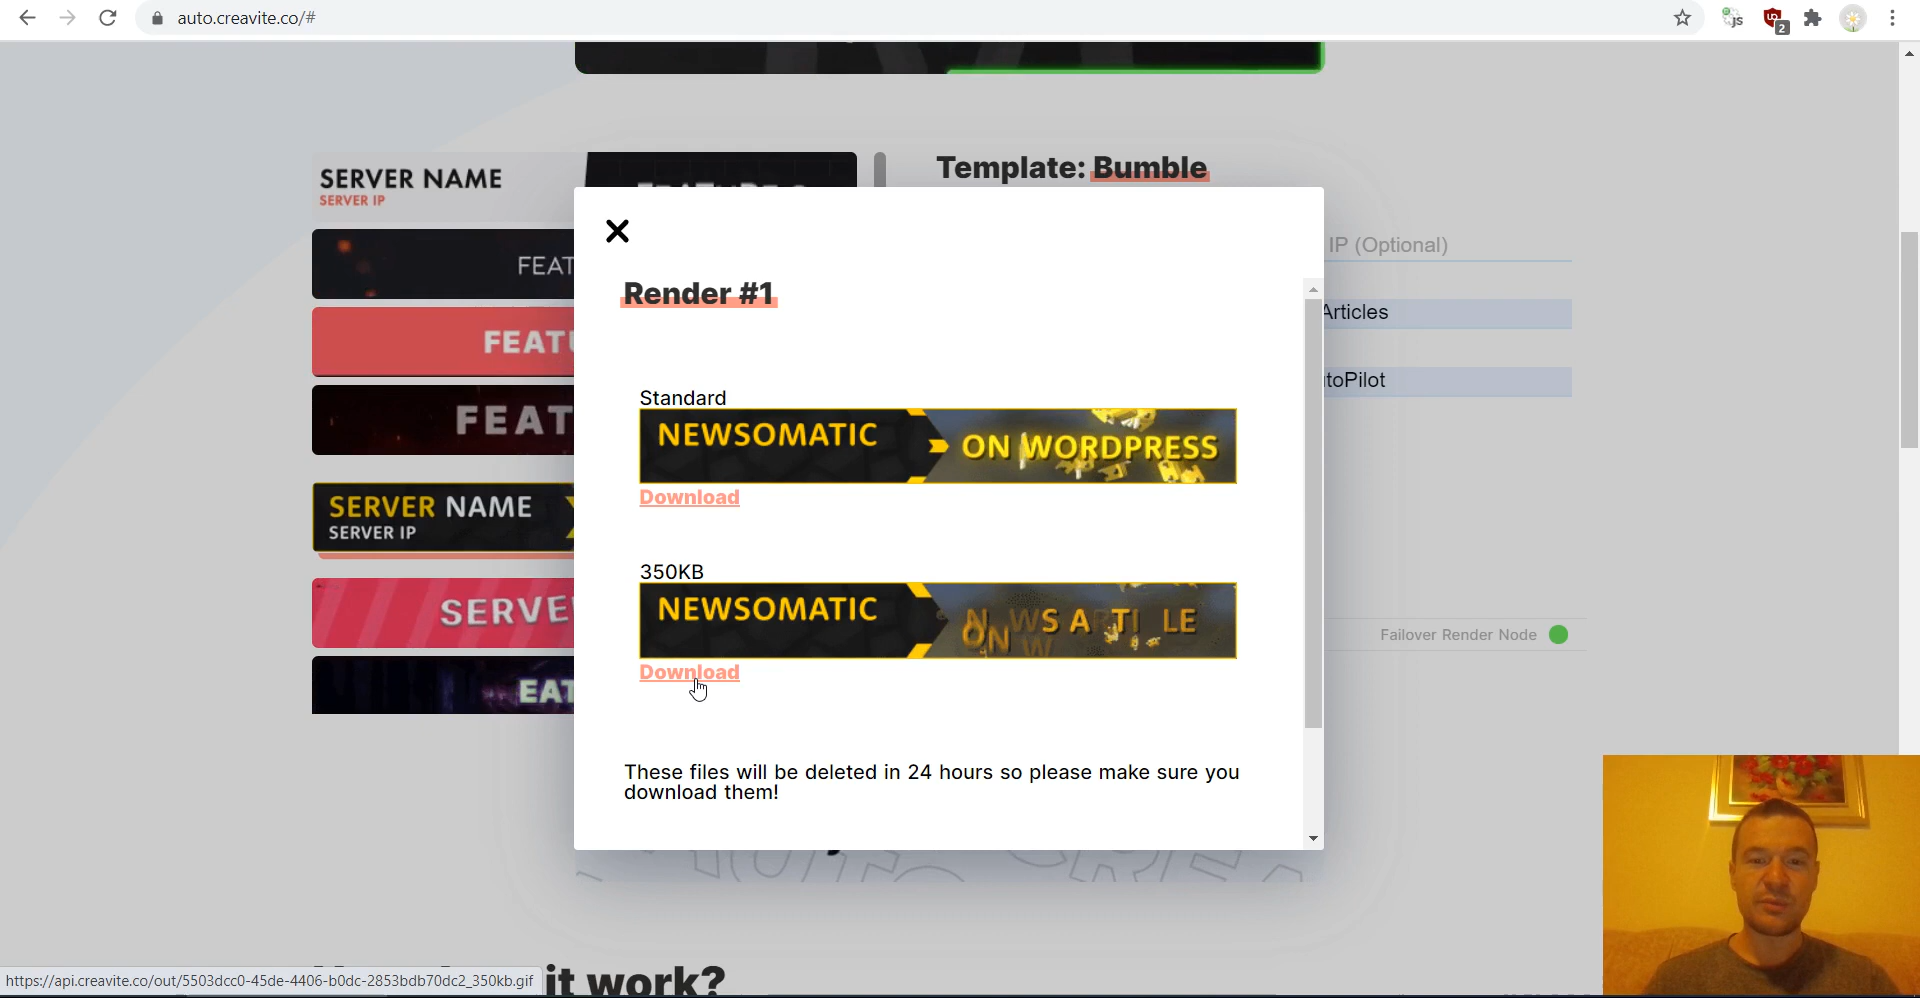 auto.creavite.co/#
JS
2
SERVER NAME
SERVER IP
Template: Bumble
IP (Optional)
FEAT
Articles
FEAT
toPilot
FEAT
SERVER NAME
SERVER IP
SERVE
EAT
Failover Render Node
Render #1
Standard
NEWSOMATIC
ON WORDPRESS
Download
350KB
NEWSOMATIC
Download
These files will be deleted in 24 hours so please make sure you
download them!
it work?
https://api.creavite.co/out/5503dcc0-45de-4406-b0dc-2853bdb70dc2_350kb.gif